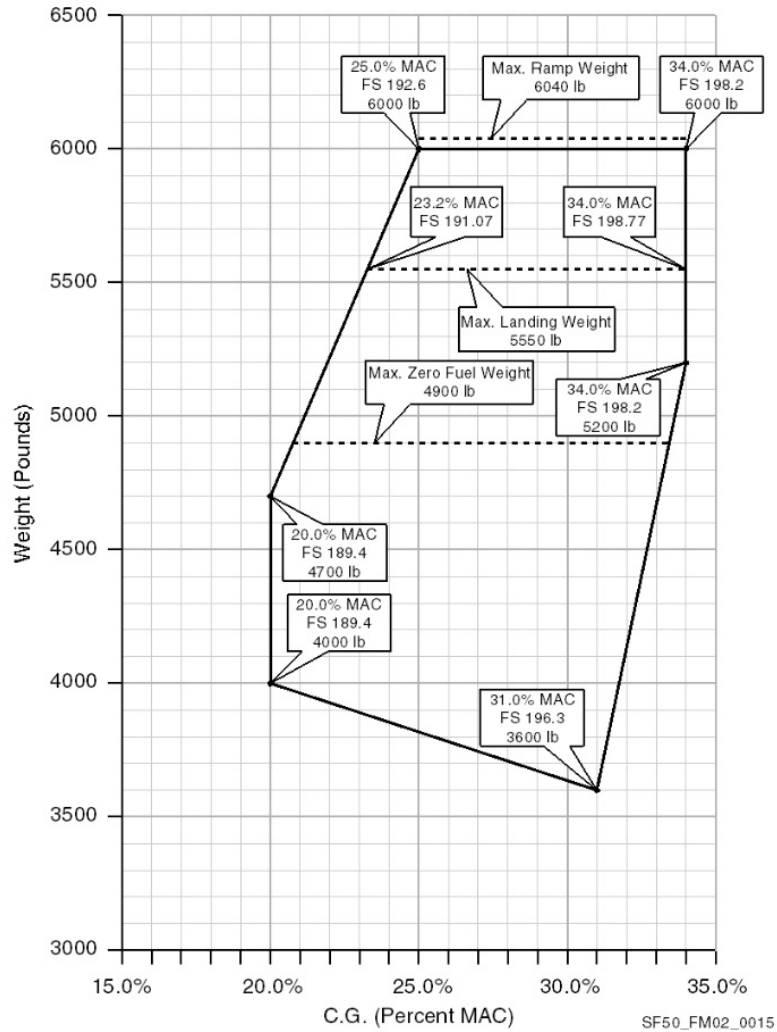 6500
25.0% MAC
FS 192.6
6000 lb
Max. Ramp Weight
6040 lb
34.0% MAC
FS 198.2
6000 lb
6000
23.2% MAC
FS 191.07
34.0% MAC
FS 198.77
5500
Max. Landing Weight
5550 lb
Max. Zero Fuel Weight
4900 lb
34.0% MAC
FS 198.2
5200 lb
5000
Weight (Pounds)
4500
20.0% MAC
FS 189.4
4700 lb
20.0% MAC
FS 189.4
4000 lb
4000
31.0% MAC
FS 196.3
3600 lb
3500
3000
15.0%
20.0%
25.0%
30.0%
35.0%
C.G. (Percent MAC)
SF50_FM02_0015